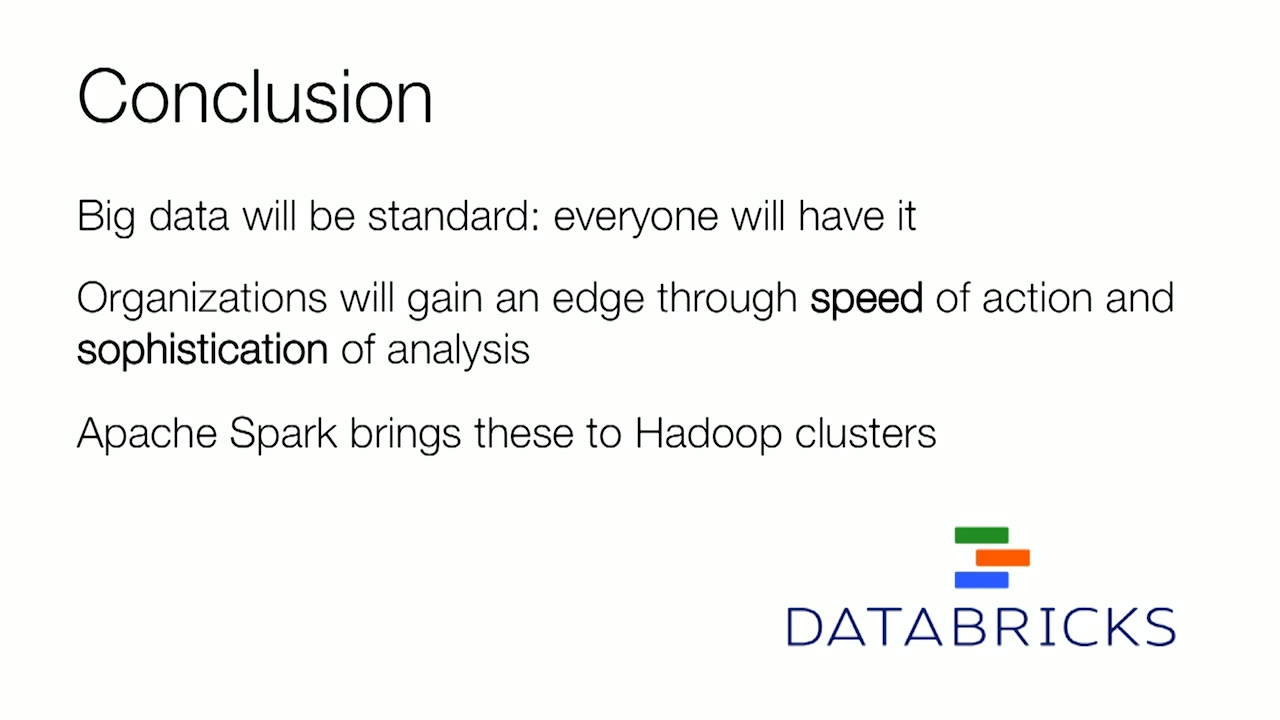 Conclusion
Big data will be standard: everyone will have it
Organizations will gain an edge through speed of action and
sophistication of analysis
Apache Spark brings these to Hadoop clusters
DATABRICKS